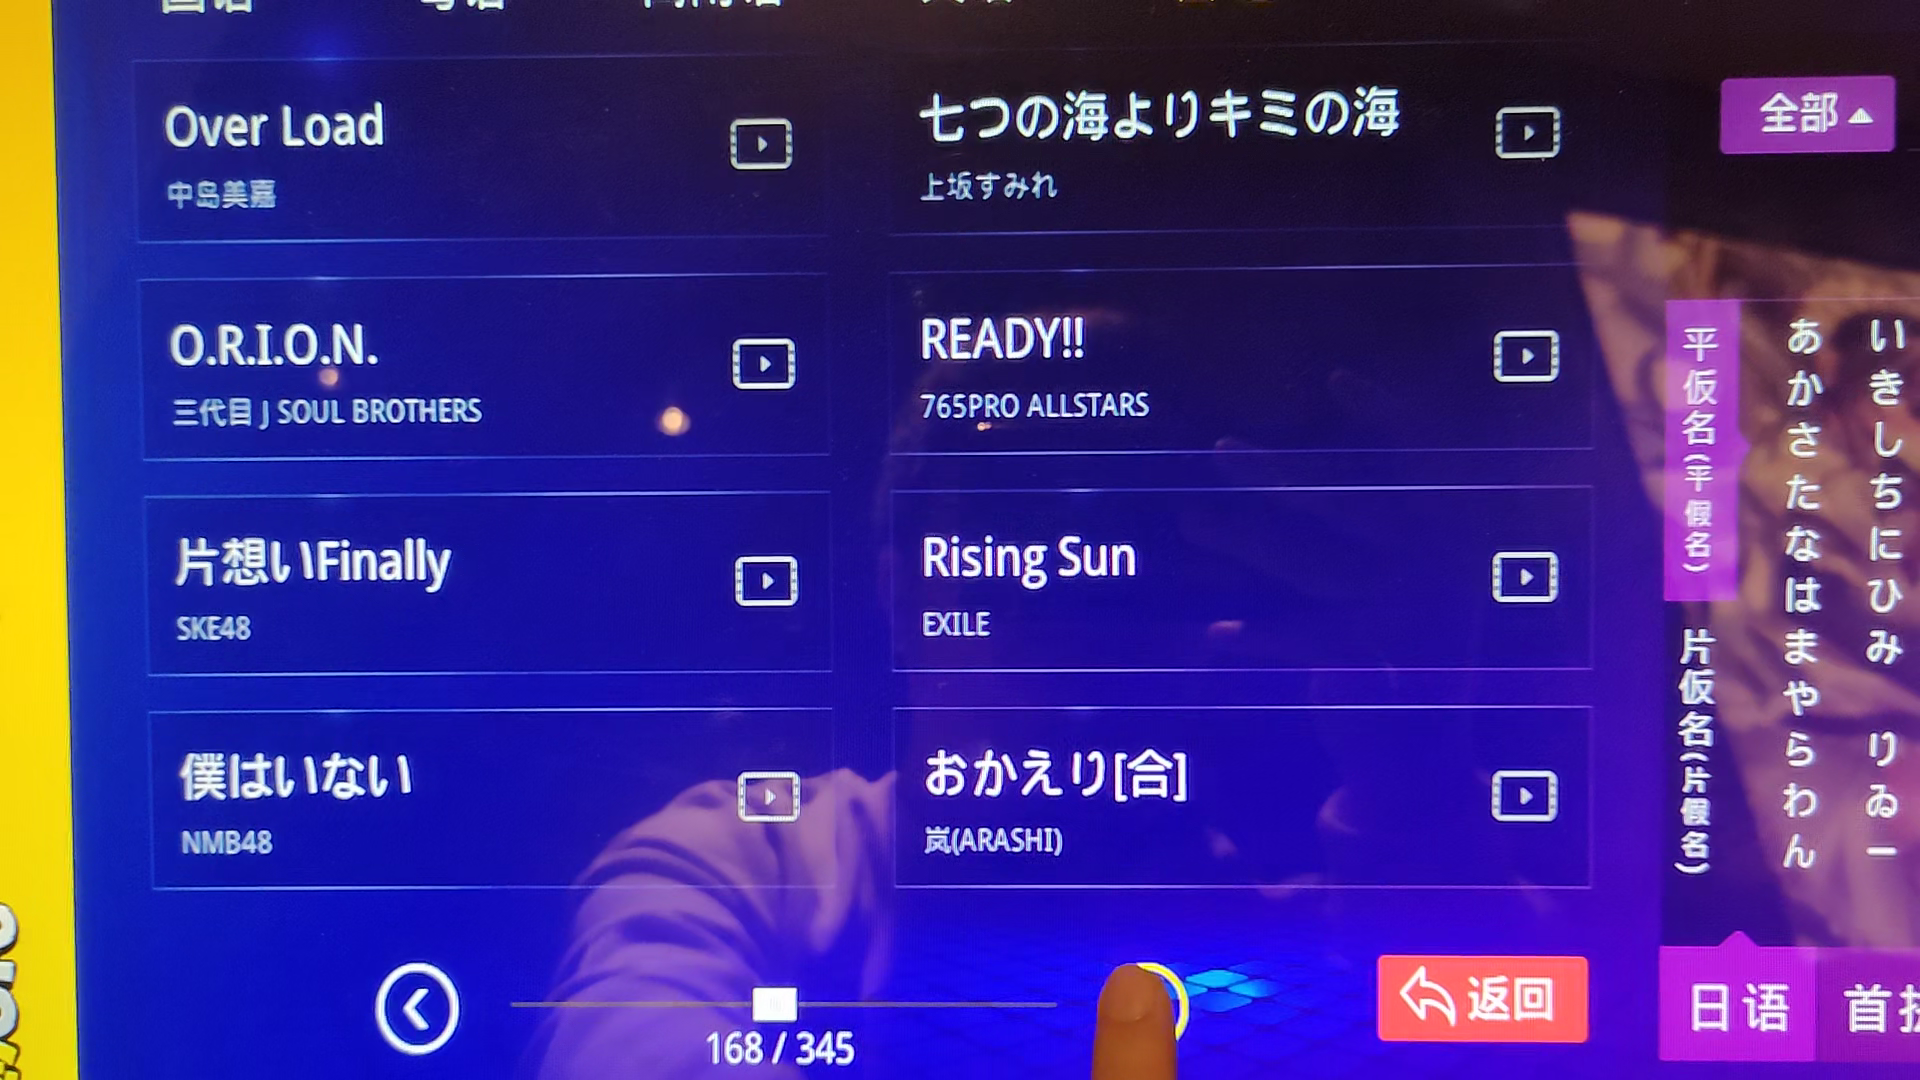 Over Load
中岛美嘉
七つの海よりキミの海
上坂すみれ
全部
O.R.I.O.N.
三代目 J SOUL BROTHERS
READY!!
765PRO ALLSTARS
片想いFinally
SKE48
Rising Sun
EXILE
僕はいない
NMB48
おかえり[合]
岚(ARASHI)
平仮名(平假名)
片仮名(片假名)
あかさたなはまやらわん
いきしちにひみ りゐー
168 / 345
返回
日语
首